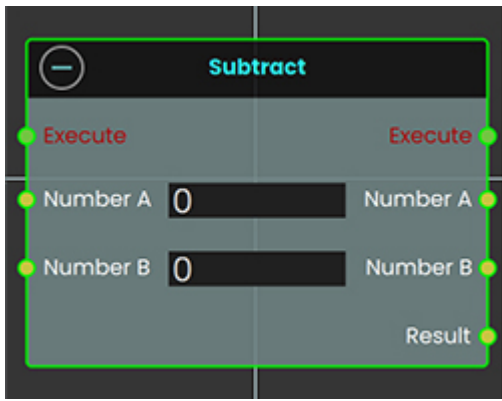 Subtract
Execute Execute
Number A 0 Number A
Number B 0 Number B
Result